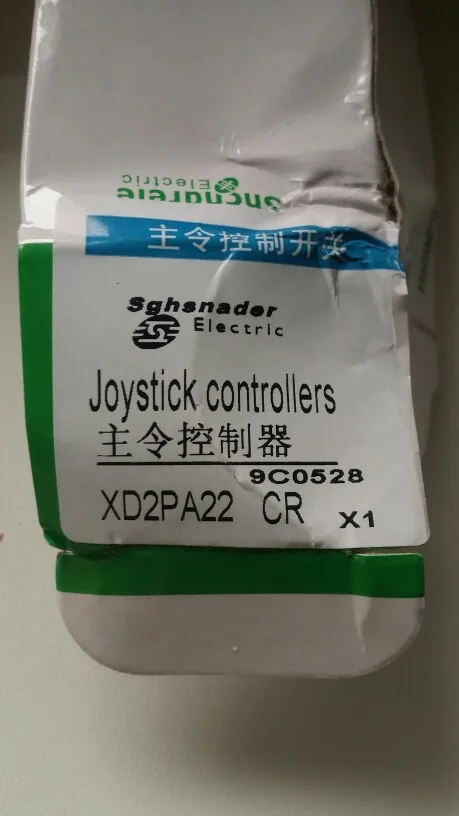 Electric
主令控制开关
Sghsnader
Electric
Joystick controllers
主令控制器
9C0528
XD2PA22 CR X1